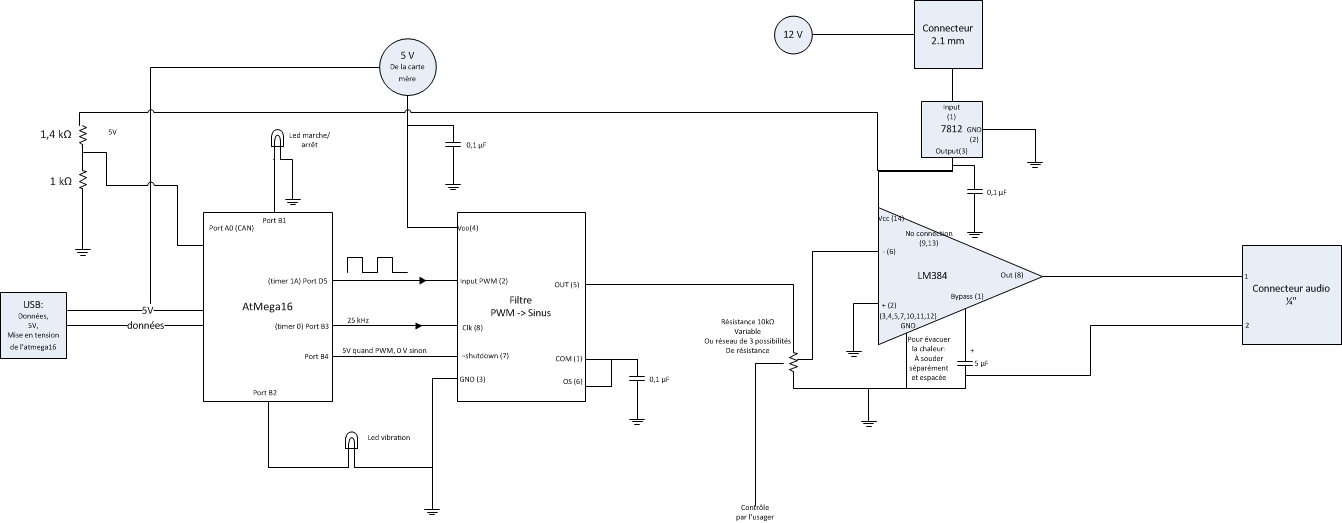 Connecteur
2.1 mm
12 V
5 V
De la carte
mère
Input
(1)
7812
GND
(2)
Output(3)
1,4 kΩ
5V
Led marche/
arrêt
0,1 µF
1 kΩ
0,1 µF
Port B1
Port A0 (CAN)
VDD(4)
Vcc (14)
No connection
(9,13)
- (6)
LM384
Out (8)
Bypass (1)
+ (2)
(3,4,5,7,10,11,12)
GND
Connecteur audio
¼"
1
2
(timer 1A) Port D5
Input PWM (2)
OUT (5)
Filtre
PWM -> Sinus
USB:
Données,
5V,
Mise en tension
de l'atmega16
5V
données
AtMega16
(timer 0) Port B3
25 kHz
Clk (8)
Résistance 10kΩ
Variable
Ou réseau de 3 possibilités
De résistance
Pour évacuer
la chaleur:
À souder
séparément
et espacée
+
5 µF
Port B4
5V quand PWM, 0 V sinon
~shutdown (7)
COM (1)
GND (3)
OS (6)
0,1 µF
Port B2
Led vibration
Contrôle
par l'usager